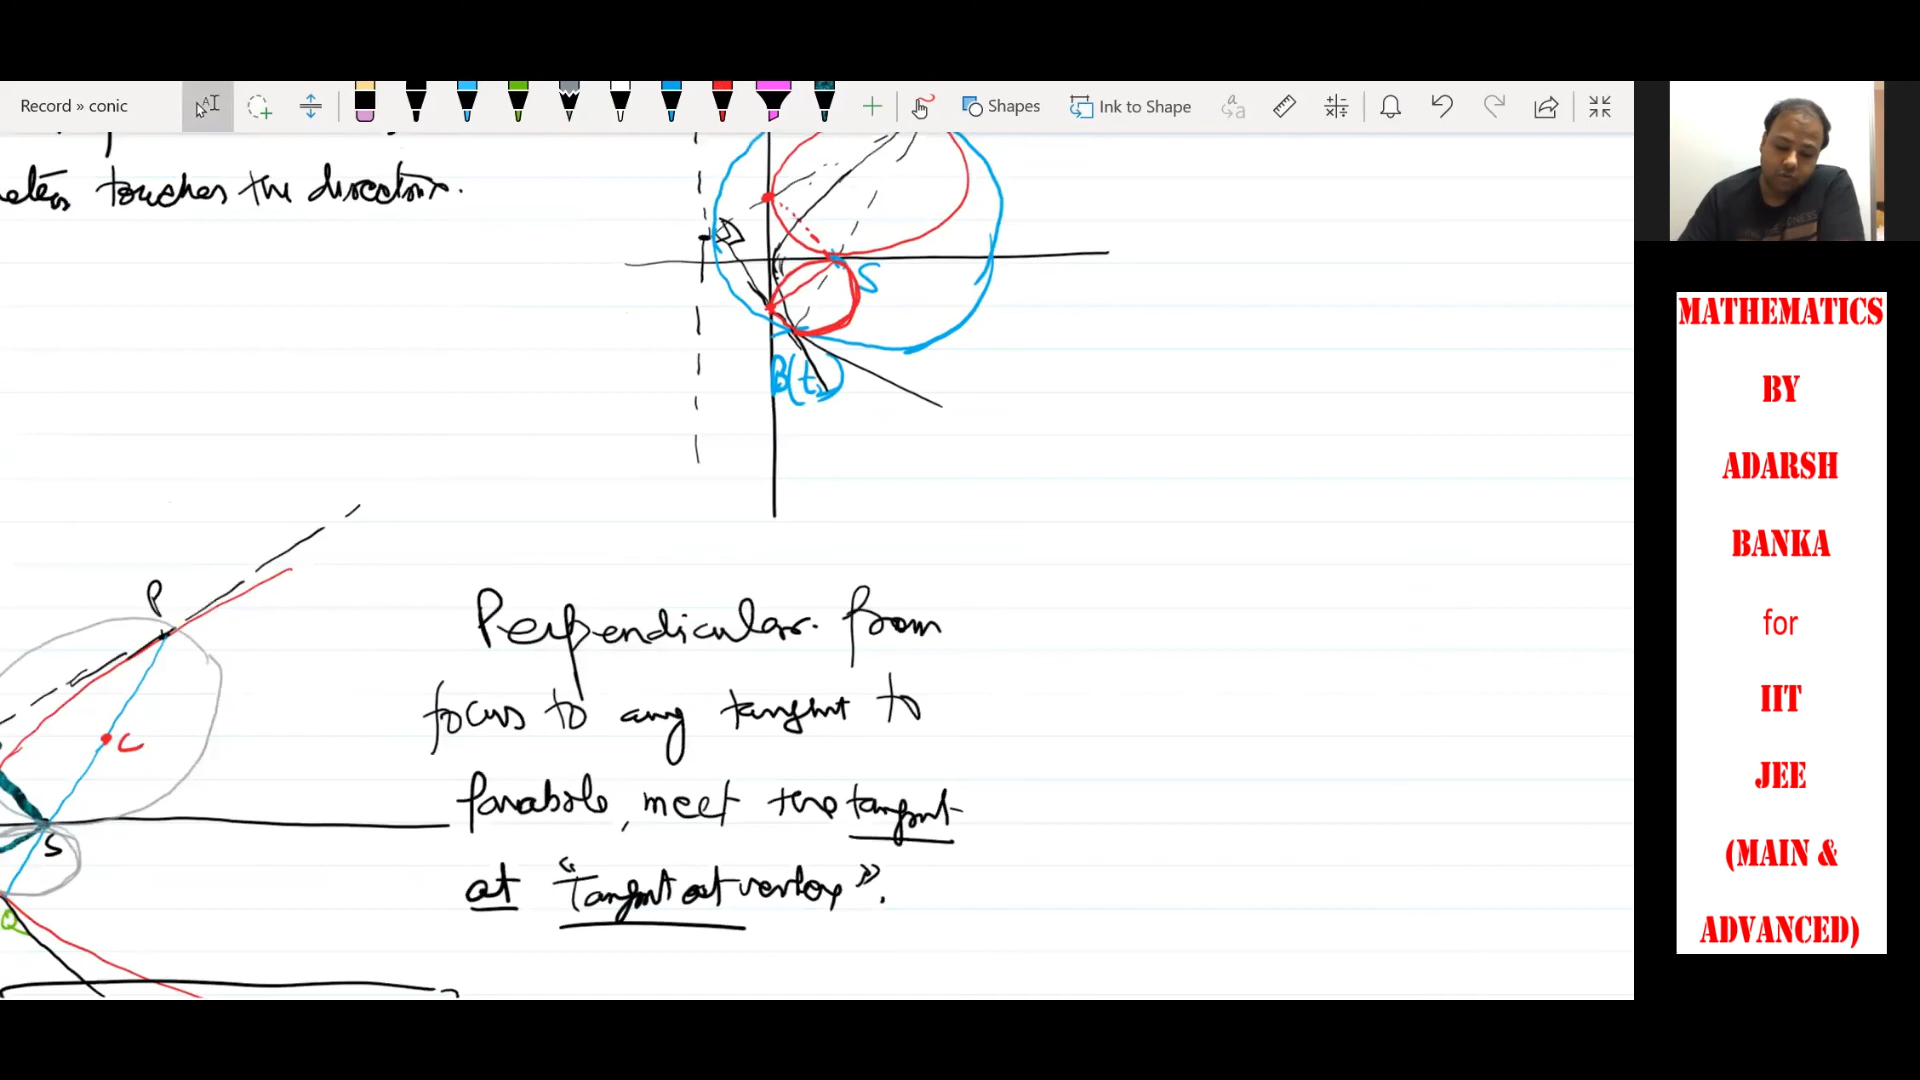 Record » conic
Shapes
Ink to Shape
touches the directrix.
S
B(t₂)
P
C
S
Q
Perpendicular from
focus to any tangent to
Parabola, meet the tangent
at "Tangent at vertex".
MATHEMATICS
BY
ADARSH
BANKA
for
IIT
JEE
(MAIN &
ADVANCED)